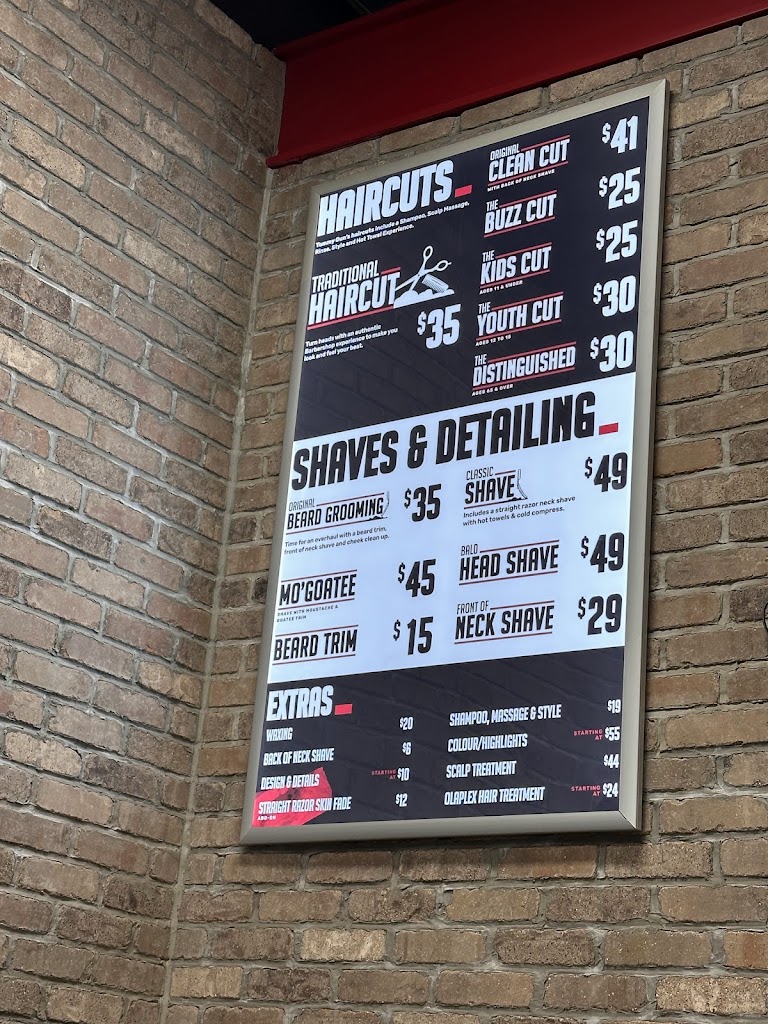 HAIRCUTS
Tommy Gun's haircuts include a Shampoo, Scalp Massage,
Rinse, Style and Hot Towel Experience.
TRADITIONAL
HAIRCUT
$35
Turn heads with an authentic
Barbershop experience to make you
look and feel your best.
ORIGINAL
CLEAN CUT $41
WITH BACK OF NECK SHAVE
THE
BUZZ CUT $25
THE
KIDS CUT $25
AGED 11 & UNDER
THE
YOUTH CUT $30
AGED 12 TO 15
THE
DISTINGUISHED $30
AGED 65 & OVER
SHAVES & DETAILING
ORIGINAL
BEARD GROOMING $35
Time for an overhaul with a beard trim,
front of neck shave and cheek clean up.
MO'GOATEE $45
SHAVE WITH MOUSTACHE &
GOATEE TRIM
BEARD TRIM $15
CLASSIC
SHAVE $49
Includes a straight razor neck shave
with hot towels & cold compress.
BALD
HEAD SHAVE $49
FRONT OF
NECK SHAVE $29
EXTRAS
WAXING $20
BACK OF NECK SHAVE $6
DESIGN & DETAILS STARTING AT $10
STRAIGHT RAZOR SKIN FADE $12
ADD-ON
SHAMPOO, MASSAGE & STYLE $19
COLOUR/HIGHLIGHTS STARTING AT $55
SCALP TREATMENT $44
OLAPLEX HAIR TREATMENT STARTING AT $24